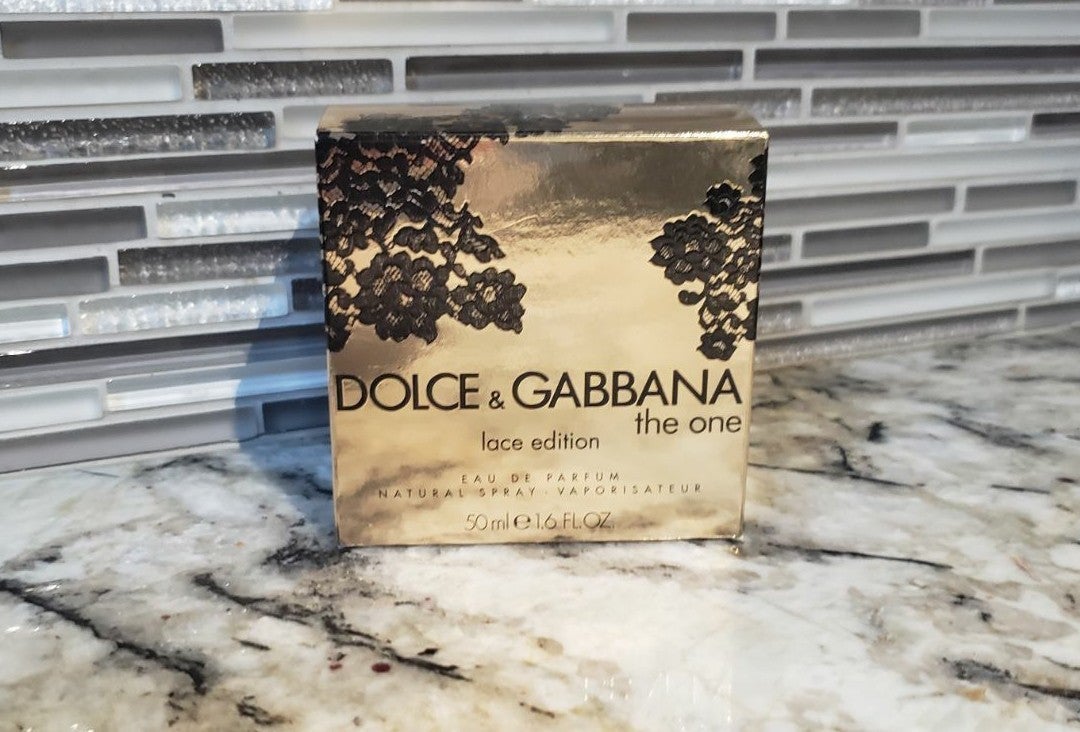 DOLCE & GABBANA
the one
lace edition
EAU DE PARFUM
NATURAL SPRAY · VAPORISATEUR
50 ml ℮ 1.6 FL.OZ.